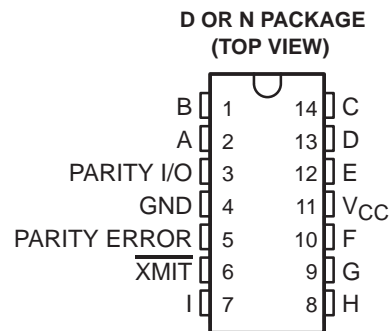 D OR N PACKAGE
(TOP VIEW)
B 1 14 C
A 2 13 D
PARITY I/O 3 12 E
GND 4 11 VCC
PARITY ERROR 5 10 F
XMIT 6 9 G
I 7 8 H